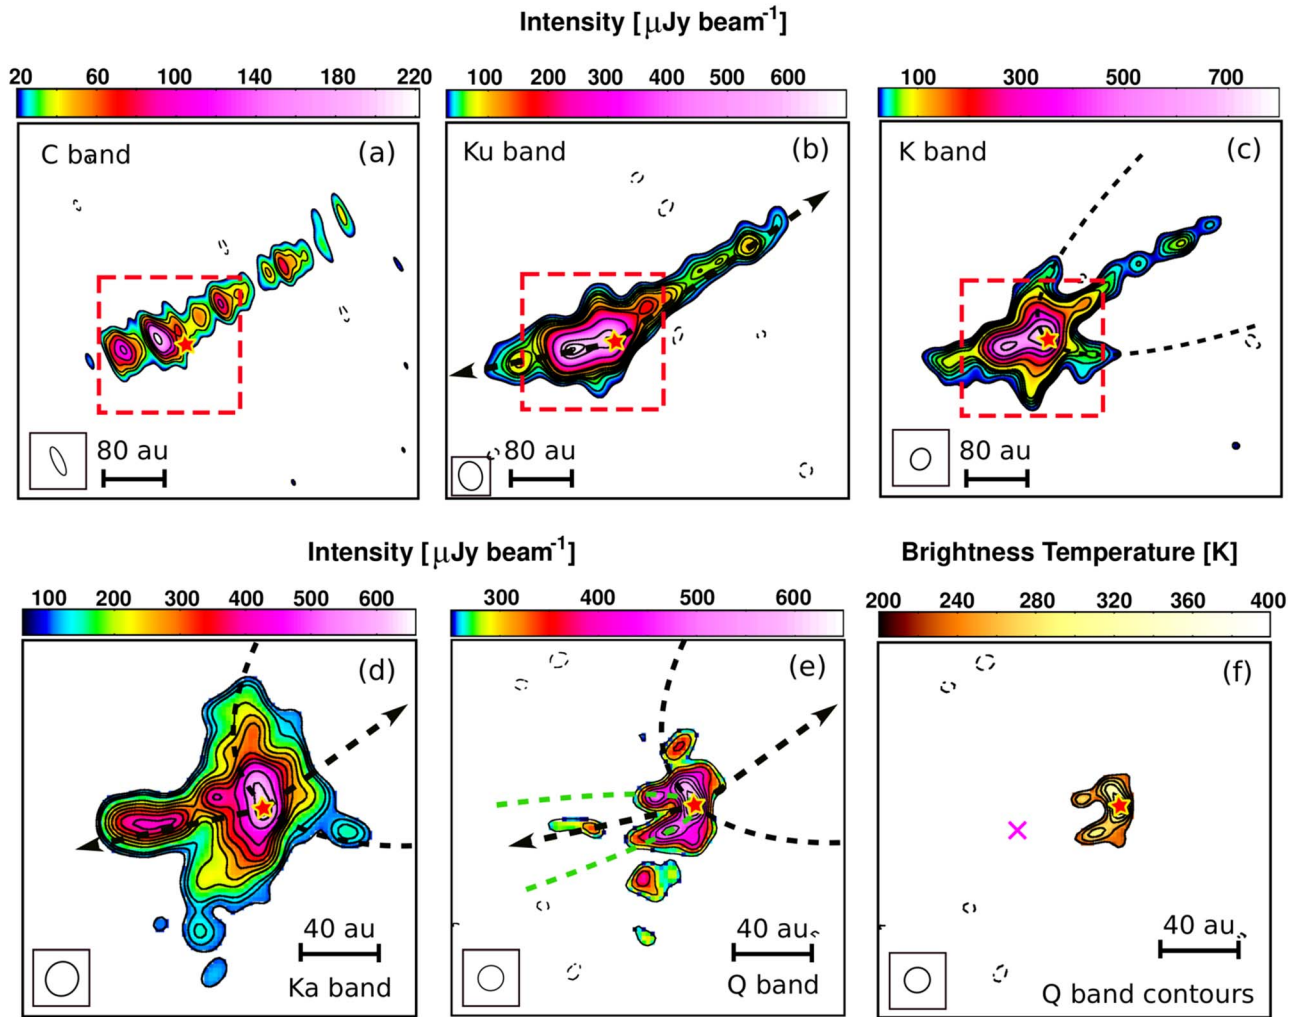 Intensity [μJy beam-1]
20 60 100 140 180 220
100 200 300 400 500 600
100 300 500 700
C band (a)
Ku band (b)
K band (c)
80 au
80 au
80 au
Intensity [μJy beam-1]
Brightness Temperature [K]
100 200 300 400 500 600
300 400 500 600
200 240 280 320 360 400
(d)
(e)
(f)
40 au
40 au
40 au
Ka band
Q band
Q band contours